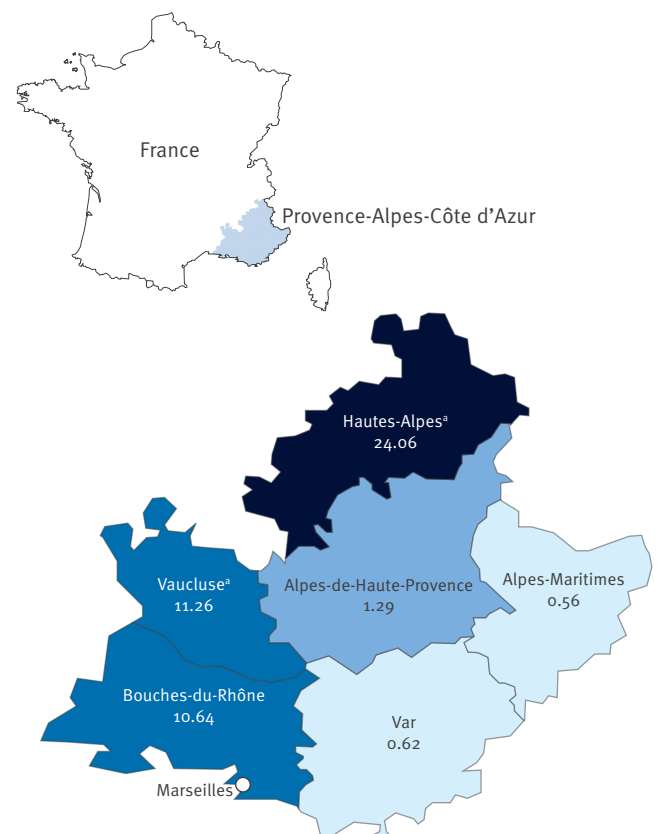 France
Provence-Alpes-Côte d’Azur
Hautes-Alpesᵃ
24.06
Vaucluseᵃ
11.26
Alpes-de-Haute-Provence
1.29
Alpes-Maritimes
0.56
Bouches-du-Rhône
10.64
Var
0.62
Marseilles